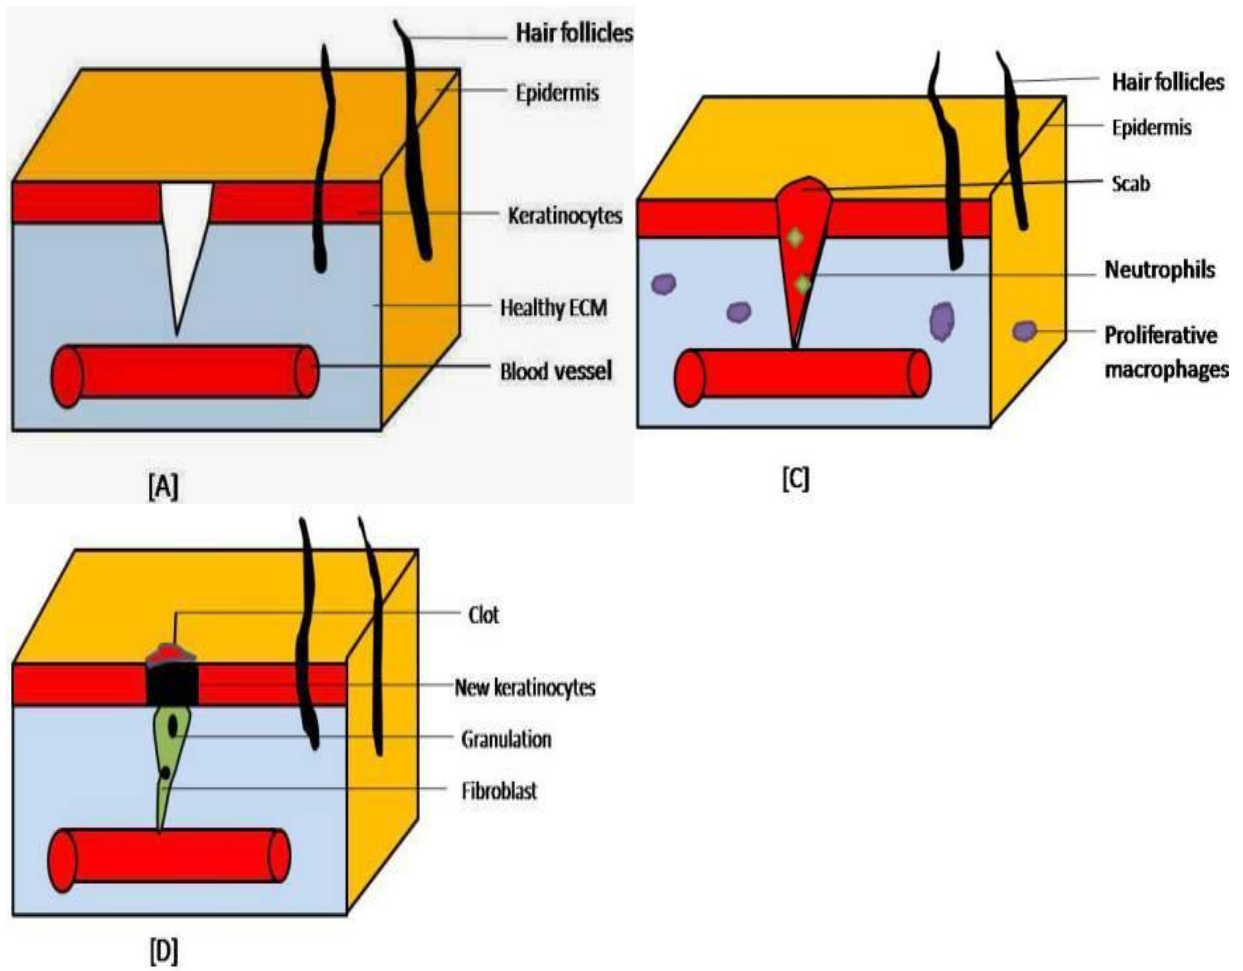 Hair follicles
Epidermis
Keratinocytes
Healthy ECM
Blood vessel
[A]
Hair follicles
Epidermis
Scab
Neutrophils
Proliferative
macrophages
[C]
Clot
New keratinocytes
Granulation
Fibroblast
[D]